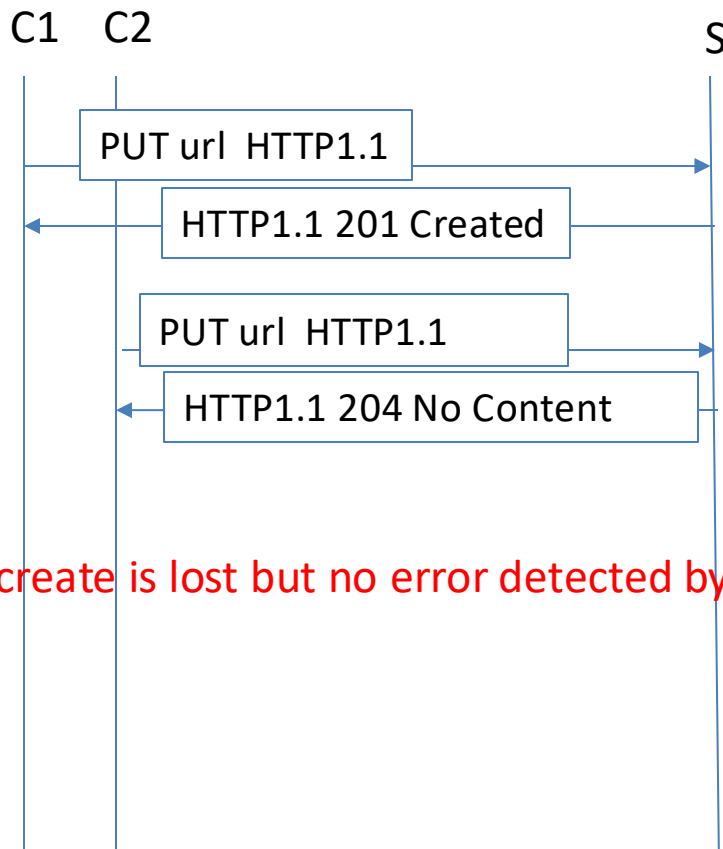 C1 C2 S
PUT url HTTP1.1
HTTP1.1 201 Created
PUT url HTTP1.1
HTTP1.1 204 No Content
create is lost but no error detected by